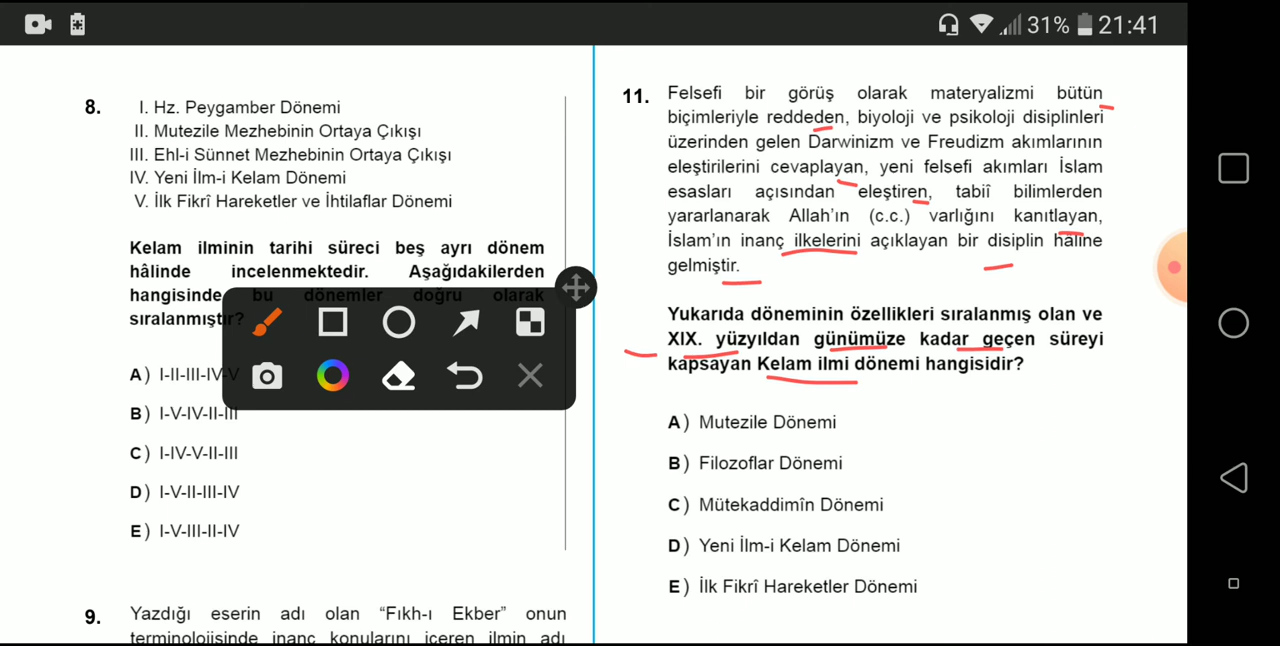 31% 21:41
8. I. Hz. Peygamber Dönemi
II. Mutezile Mezhebinin Ortaya Çıkışı
III. Ehl-i Sünnet Mezhebinin Ortaya Çıkışı
IV. Yeni İlm-i Kelam Dönemi
V. İlk Fikrî Hareketler ve İhtilaflar Dönemi
Kelam ilminin tarihi süreci beş ayrı dönem
hâlinde incelenmektedir. Aşağıdakilerden
hangisinde bu dönemler doğru olarak
sıralanmıştır?
A) I-II-III-IV-V
B) I-V-IV-II-III
C) I-IV-V-II-III
D) I-V-II-III-IV
E) I-V-III-II-IV
9. Yazdığı eserin adı olan “Fıkh-ı Ekber” onun
terminolojisinde inanç konularını içeren ilmin adı
11. Felsefi bir görüş olarak materyalizmi bütün
biçimleriyle reddeden, biyoloji ve psikoloji disiplinleri
üzerinden gelen Darwinizm ve Freudizm akımlarının
eleştirilerini cevaplayan, yeni felsefi akımları İslam
esasları açısından eleştiren, tabiî bilimlerden
yararlanarak Allah’ın (c.c.) varlığını kanıtlayan,
İslam’ın inanç ilkelerini açıklayan bir disiplin hâline
gelmiştir.
Yukarıda döneminin özellikleri sıralanmış olan ve
XIX. yüzyıldan günümüze kadar geçen süreyi
kapsayan Kelam ilmi dönemi hangisidir?
A) Mutezile Dönemi
B) Filozoflar Dönemi
C) Mütekaddimîn Dönemi
D) Yeni İlm-i Kelam Dönemi
E) İlk Fikrî Hareketler Dönemi